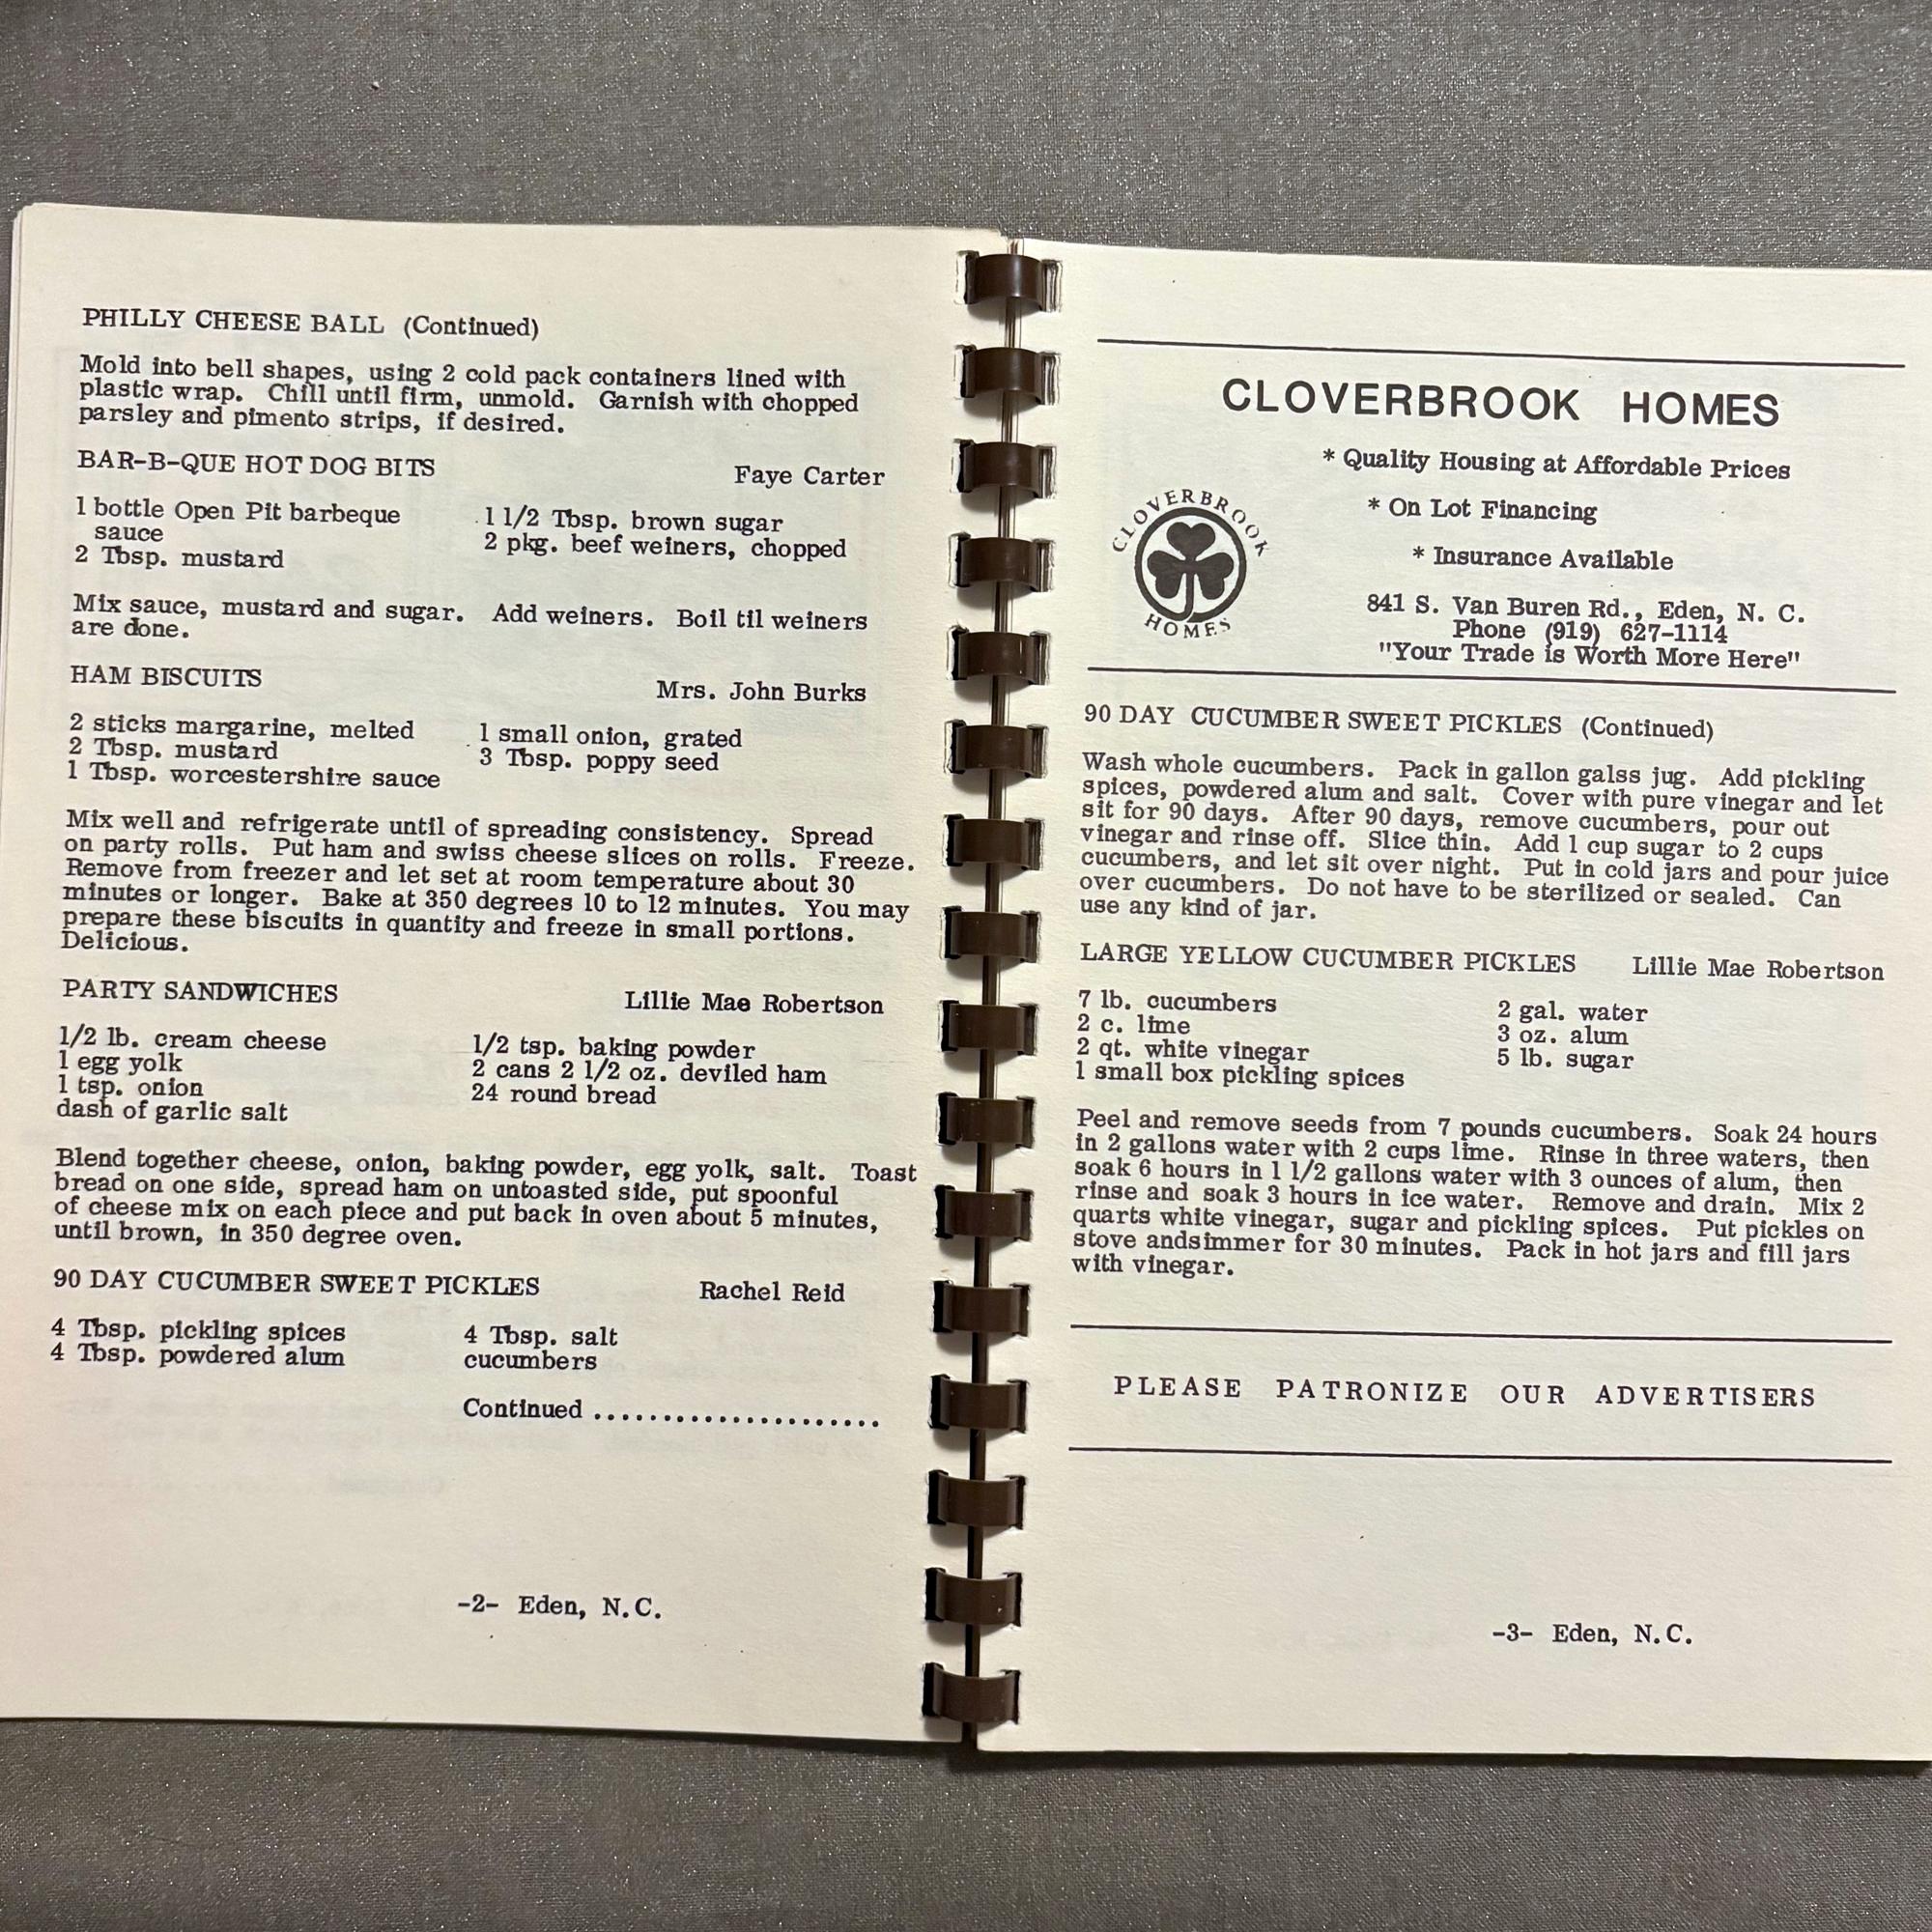 PHILLY CHEESE BALL (Continued)
Mold into bell shapes, using 2 cold pack containers lined with
plastic wrap. Chill until firm, unmold. Garnish with chopped
parsley and pimento strips, if desired.
BAR-B-QUE HOT DOG BITS Faye Carter
1 bottle Open Pit barbeque 1 1/2 Tbsp. brown sugar
sauce 2 pkg. beef weiners, chopped
2 Tbsp. mustard
Mix sauce, mustard and sugar. Add weiners. Boil til weiners
are done.
HAM BISCUITS Mrs. John Burks
2 sticks margarine, melted 1 small onion, grated
2 Tbsp. mustard 3 Tbsp. poppy seed
1 Tbsp. worcestershire sauce
Mix well and refrigerate until of spreading consistency. Spread
on party rolls. Put ham and swiss cheese slices on rolls. Freeze.
Remove from freezer and let set at room temperature about 30
minutes or longer. Bake at 350 degrees 10 to 12 minutes. You may
prepare these biscuits in quantity and freeze in small portions.
Delicious.
PARTY SANDWICHES Lillie Mae Robertson
1/2 lb. cream cheese 1/2 tsp. baking powder
1 egg yolk 2 cans 2 1/2 oz. deviled ham
1 tsp. onion 24 round bread
dash of garlic salt
Blend together cheese, onion, baking powder, egg yolk, salt. Toast
bread on one side, spread ham on untoasted side, put spoonful
of cheese mix on each piece and put back in oven about 5 minutes,
until brown, in 350 degree oven.
90 DAY CUCUMBER SWEET PICKLES Rachel Reid
4 Tbsp. pickling spices 4 Tbsp. salt
4 Tbsp. powdered alum cucumbers
Continued .....................
-2- Eden, N.C.
CLOVERBROOK HOMES
* Quality Housing at Affordable Prices
* On Lot Financing
* Insurance Available
CLOVERBROOK
HOMES
841 S. Van Buren Rd., Eden, N. C.
Phone (919) 627-1114
"Your Trade is Worth More Here"
90 DAY CUCUMBER SWEET PICKLES (Continued)
Wash whole cucumbers. Pack in gallon galss jug. Add pickling
spices, powdered alum and salt. Cover with pure vinegar and let
sit for 90 days. After 90 days, remove cucumbers, pour out
vinegar and rinse off. Slice thin. Add 1 cup sugar to 2 cups
cucumbers, and let sit over night. Put in cold jars and pour juice
over cucumbers. Do not have to be sterilized or sealed. Can
use any kind of jar.
LARGE YELLOW CUCUMBER PICKLES Lillie Mae Robertson
7 lb. cucumbers 2 gal. water
2 c. lime 3 oz. alum
2 qt. white vinegar 5 lb. sugar
1 small box pickling spices
Peel and remove seeds from 7 pounds cucumbers. Soak 24 hours
in 2 gallons water with 2 cups lime. Rinse in three waters, then
soak 6 hours in 1 1/2 gallons water with 3 ounces of alum, then
rinse and soak 3 hours in ice water. Remove and drain. Mix 2
quarts white vinegar, sugar and pickling spices. Put pickles on
stove andsimmer for 30 minutes. Pack in hot jars and fill jars
with vinegar.
PLEASE PATRONIZE OUR ADVERTISERS
-3- Eden, N.C.